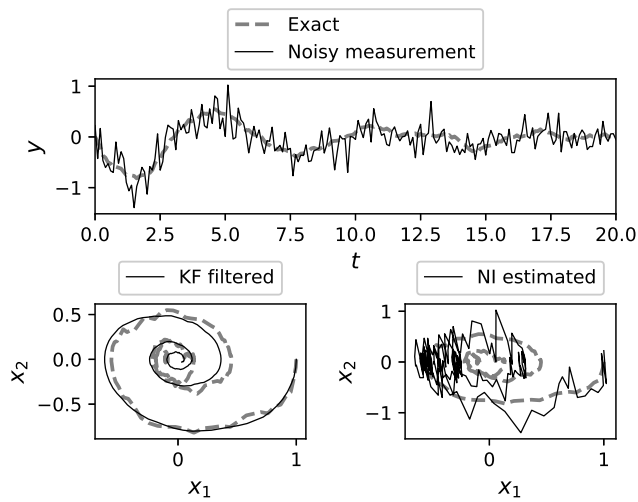 Exact
Noisy measurement
1
0
−1
y
0.0 2.5 5.0 7.5 10.0 12.5 15.0 17.5 20.0
t
KF filtered
NI estimated
0.5
0.0
−0.5
x₂
0 1
x₁
1
0
−1
x₂
0 1
x₁